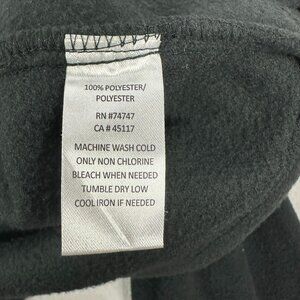 100% POLYESTER/
POLYESTER
RN #74747
CA # 45117
MACHINE WASH COLD
ONLY NON CHLORINE
BLEACH WHEN NEEDED
TUMBLE DRY LOW
COOL IRON IF NEEDED